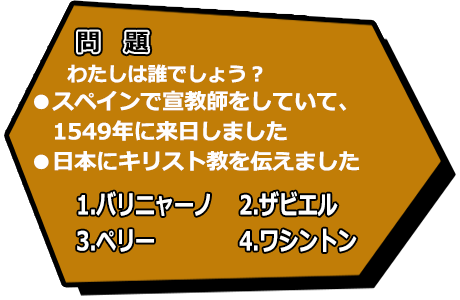 問 題
わたしは誰でしょう？
●スペインで宣教師をしていて、
1549年に来日しました
●日本にキリスト教を伝えました
1.バリニャーノ 2.ザビエル
3.ペリー 4.ワシントン